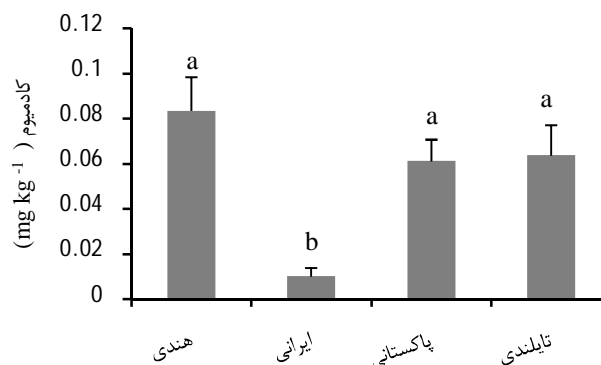 0.12
0.1
0.08
0.06
0.04
0.02
0
کادمیوم (mg kg -1)
a
b
a
a
هندی
ایرانی
پاکستانی
تایلندی